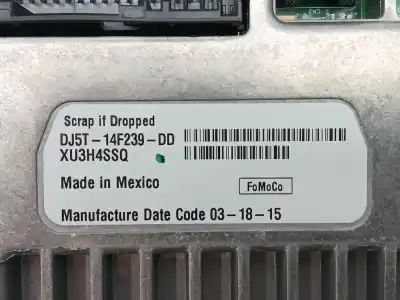 Scrap if Dropped
DJ5T-14F239-DD
XU3H4SSQ
Made in Mexico
FoMoCo
Manufacture Date Code 03-18-15